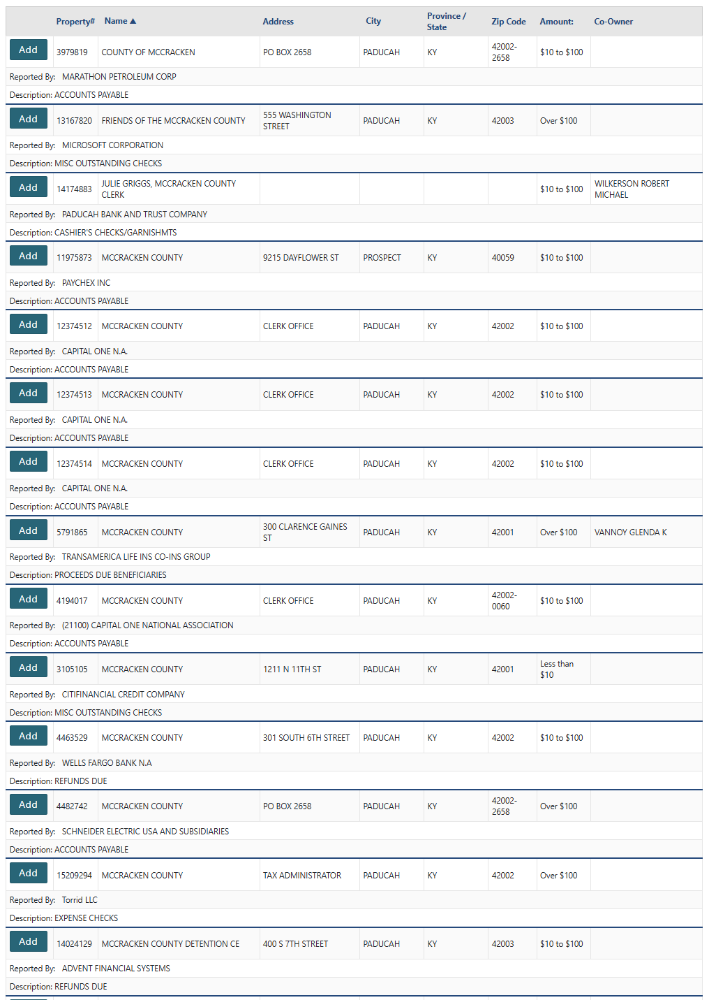 Property# Name ▲ Address City Province / State Zip Code Amount: Co-Owner
Add 3979819 COUNTY OF MCCRACKEN PO BOX 2658 PADUCAH KY 42002-2658 $10 to $100
Reported By: MARATHON PETROLEUM CORP
Description: ACCOUNTS PAYABLE
Add 13167820 FRIENDS OF THE MCCRACKEN COUNTY 555 WASHINGTON STREET PADUCAH KY 42003 Over $100
Reported By: MICROSOFT CORPORATION
Description: MISC OUTSTANDING CHECKS
Add 14174883 JULIE GRIGGS, MCCRACKEN COUNTY CLERK $10 to $100 WILKERSON ROBERT MICHAEL
Reported By: PADUCAH BANK AND TRUST COMPANY
Description: CASHIER'S CHECKS/GARNISHMTS
Add 11975873 MCCRACKEN COUNTY 9215 DAYFLOWER ST PROSPECT KY 40059 $10 to $100
Reported By: PAYCHEX INC
Description: ACCOUNTS PAYABLE
Add 12374512 MCCRACKEN COUNTY CLERK OFFICE PADUCAH KY 42002 $10 to $100
Reported By: CAPITAL ONE N.A.
Description: ACCOUNTS PAYABLE
Add 12374513 MCCRACKEN COUNTY CLERK OFFICE PADUCAH KY 42002 $10 to $100
Reported By: CAPITAL ONE N.A.
Description: ACCOUNTS PAYABLE
Add 12374514 MCCRACKEN COUNTY CLERK OFFICE PADUCAH KY 42002 $10 to $100
Reported By: CAPITAL ONE N.A.
Description: ACCOUNTS PAYABLE
Add 5791865 MCCRACKEN COUNTY 300 CLARENCE GAINES ST PADUCAH KY 42001 Over $100 VANNOY GLENDA K
Reported By: TRANSAMERICA LIFE INS CO-INS GROUP
Description: PROCEEDS DUE BENEFICIARIES
Add 4194017 MCCRACKEN COUNTY CLERK OFFICE PADUCAH KY 42002-0060 $10 to $100
Reported By: (21100) CAPITAL ONE NATIONAL ASSOCIATION
Description: ACCOUNTS PAYABLE
Add 3105105 MCCRACKEN COUNTY 1211 N 11TH ST PADUCAH KY 42001 Less than $10
Reported By: CITIFINANCIAL CREDIT COMPANY
Description: MISC OUTSTANDING CHECKS
Add 4463529 MCCRACKEN COUNTY 301 SOUTH 6TH STREET PADUCAH KY 42002 $10 to $100
Reported By: WELLS FARGO BANK N.A
Description: REFUNDS DUE
Add 4482742 MCCRACKEN COUNTY PO BOX 2658 PADUCAH KY 42002-2658 Over $100
Reported By: SCHNEIDER ELECTRIC USA AND SUBSIDIARIES
Description: ACCOUNTS PAYABLE
Add 15209294 MCCRACKEN COUNTY TAX ADMINISTRATOR PADUCAH KY 42002 Over $100
Reported By: Torrid LLC
Description: EXPENSE CHECKS
Add 14024129 MCCRACKEN COUNTY DETENTION CE 400 S 7TH STREET PADUCAH KY 42003 $10 to $100
Reported By: ADVENT FINANCIAL SYSTEMS
Description: REFUNDS DUE